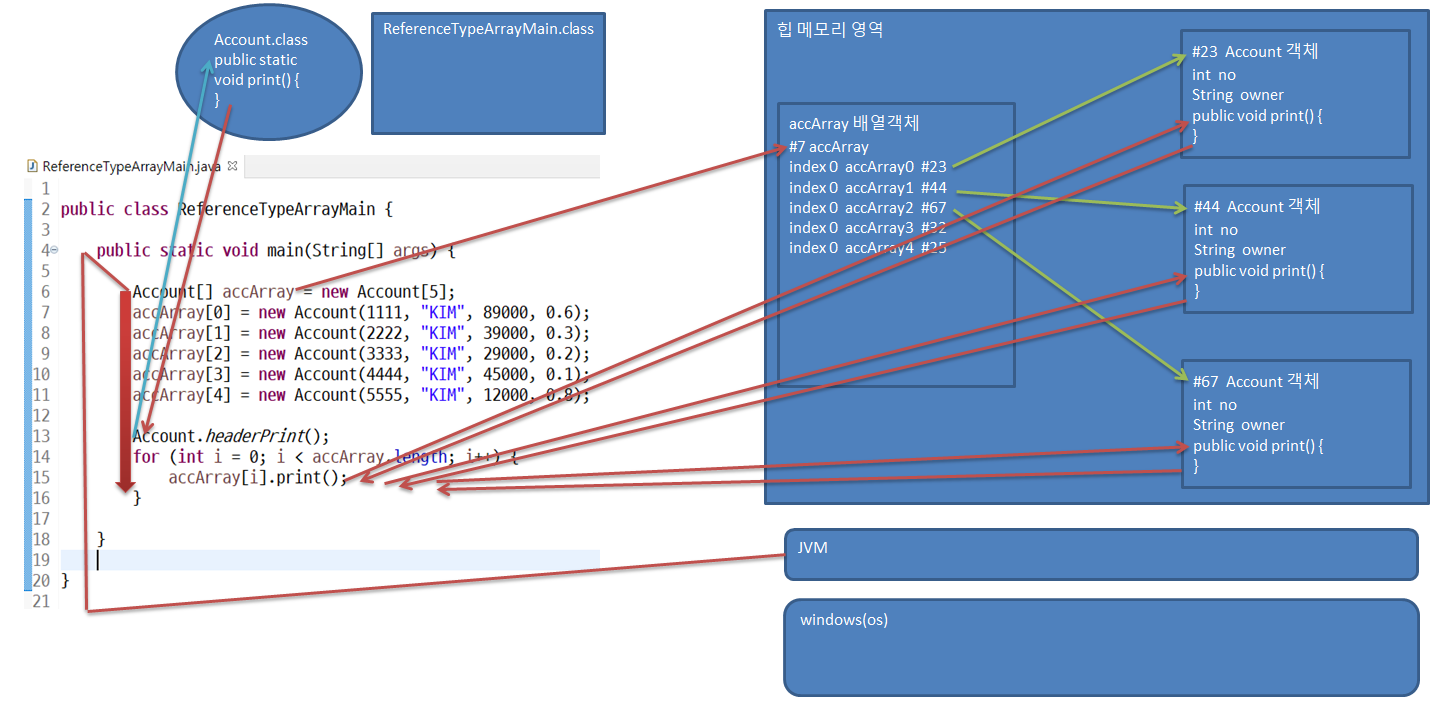 Account.class
public static
void print() {
}
ReferenceTypeArrayMain.class
ReferenceTypeArrayMain.java
1
2 public class ReferenceTypeArrayMain {
3
4 public static void main(String[] args) {
5
6 Account[] accArray = new Account[5];
7 accArray[0] = new Account(1111, "KIM", 89000, 0.6);
8 accArray[1] = new Account(2222, "KIM", 39000, 0.3);
9 accArray[2] = new Account(3333, "KIM", 29000, 0.2);
10 accArray[3] = new Account(4444, "KIM", 45000, 0.1);
11 accArray[4] = new Account(5555, "KIM", 12000, 0.8);
12
13 Account.headerPrint();
14 for (int i = 0; i < accArray.length; i++) {
15 accArray[i].print();
16 }
17
18 }
19
20 }
21
힙 메모리 영역
accArray 배열객체
#7 accArray
index 0 accArray0 #23
index 0 accArray1 #44
index 0 accArray2 #67
index 0 accArray3 #32
index 0 accArray4 #25
#23 Account 객체
int no
String owner
public void print() {
}
#44 Account 객체
int no
String owner
public void print() {
}
#67 Account 객체
int no
String owner
public void print() {
}
JVM
windows(os)